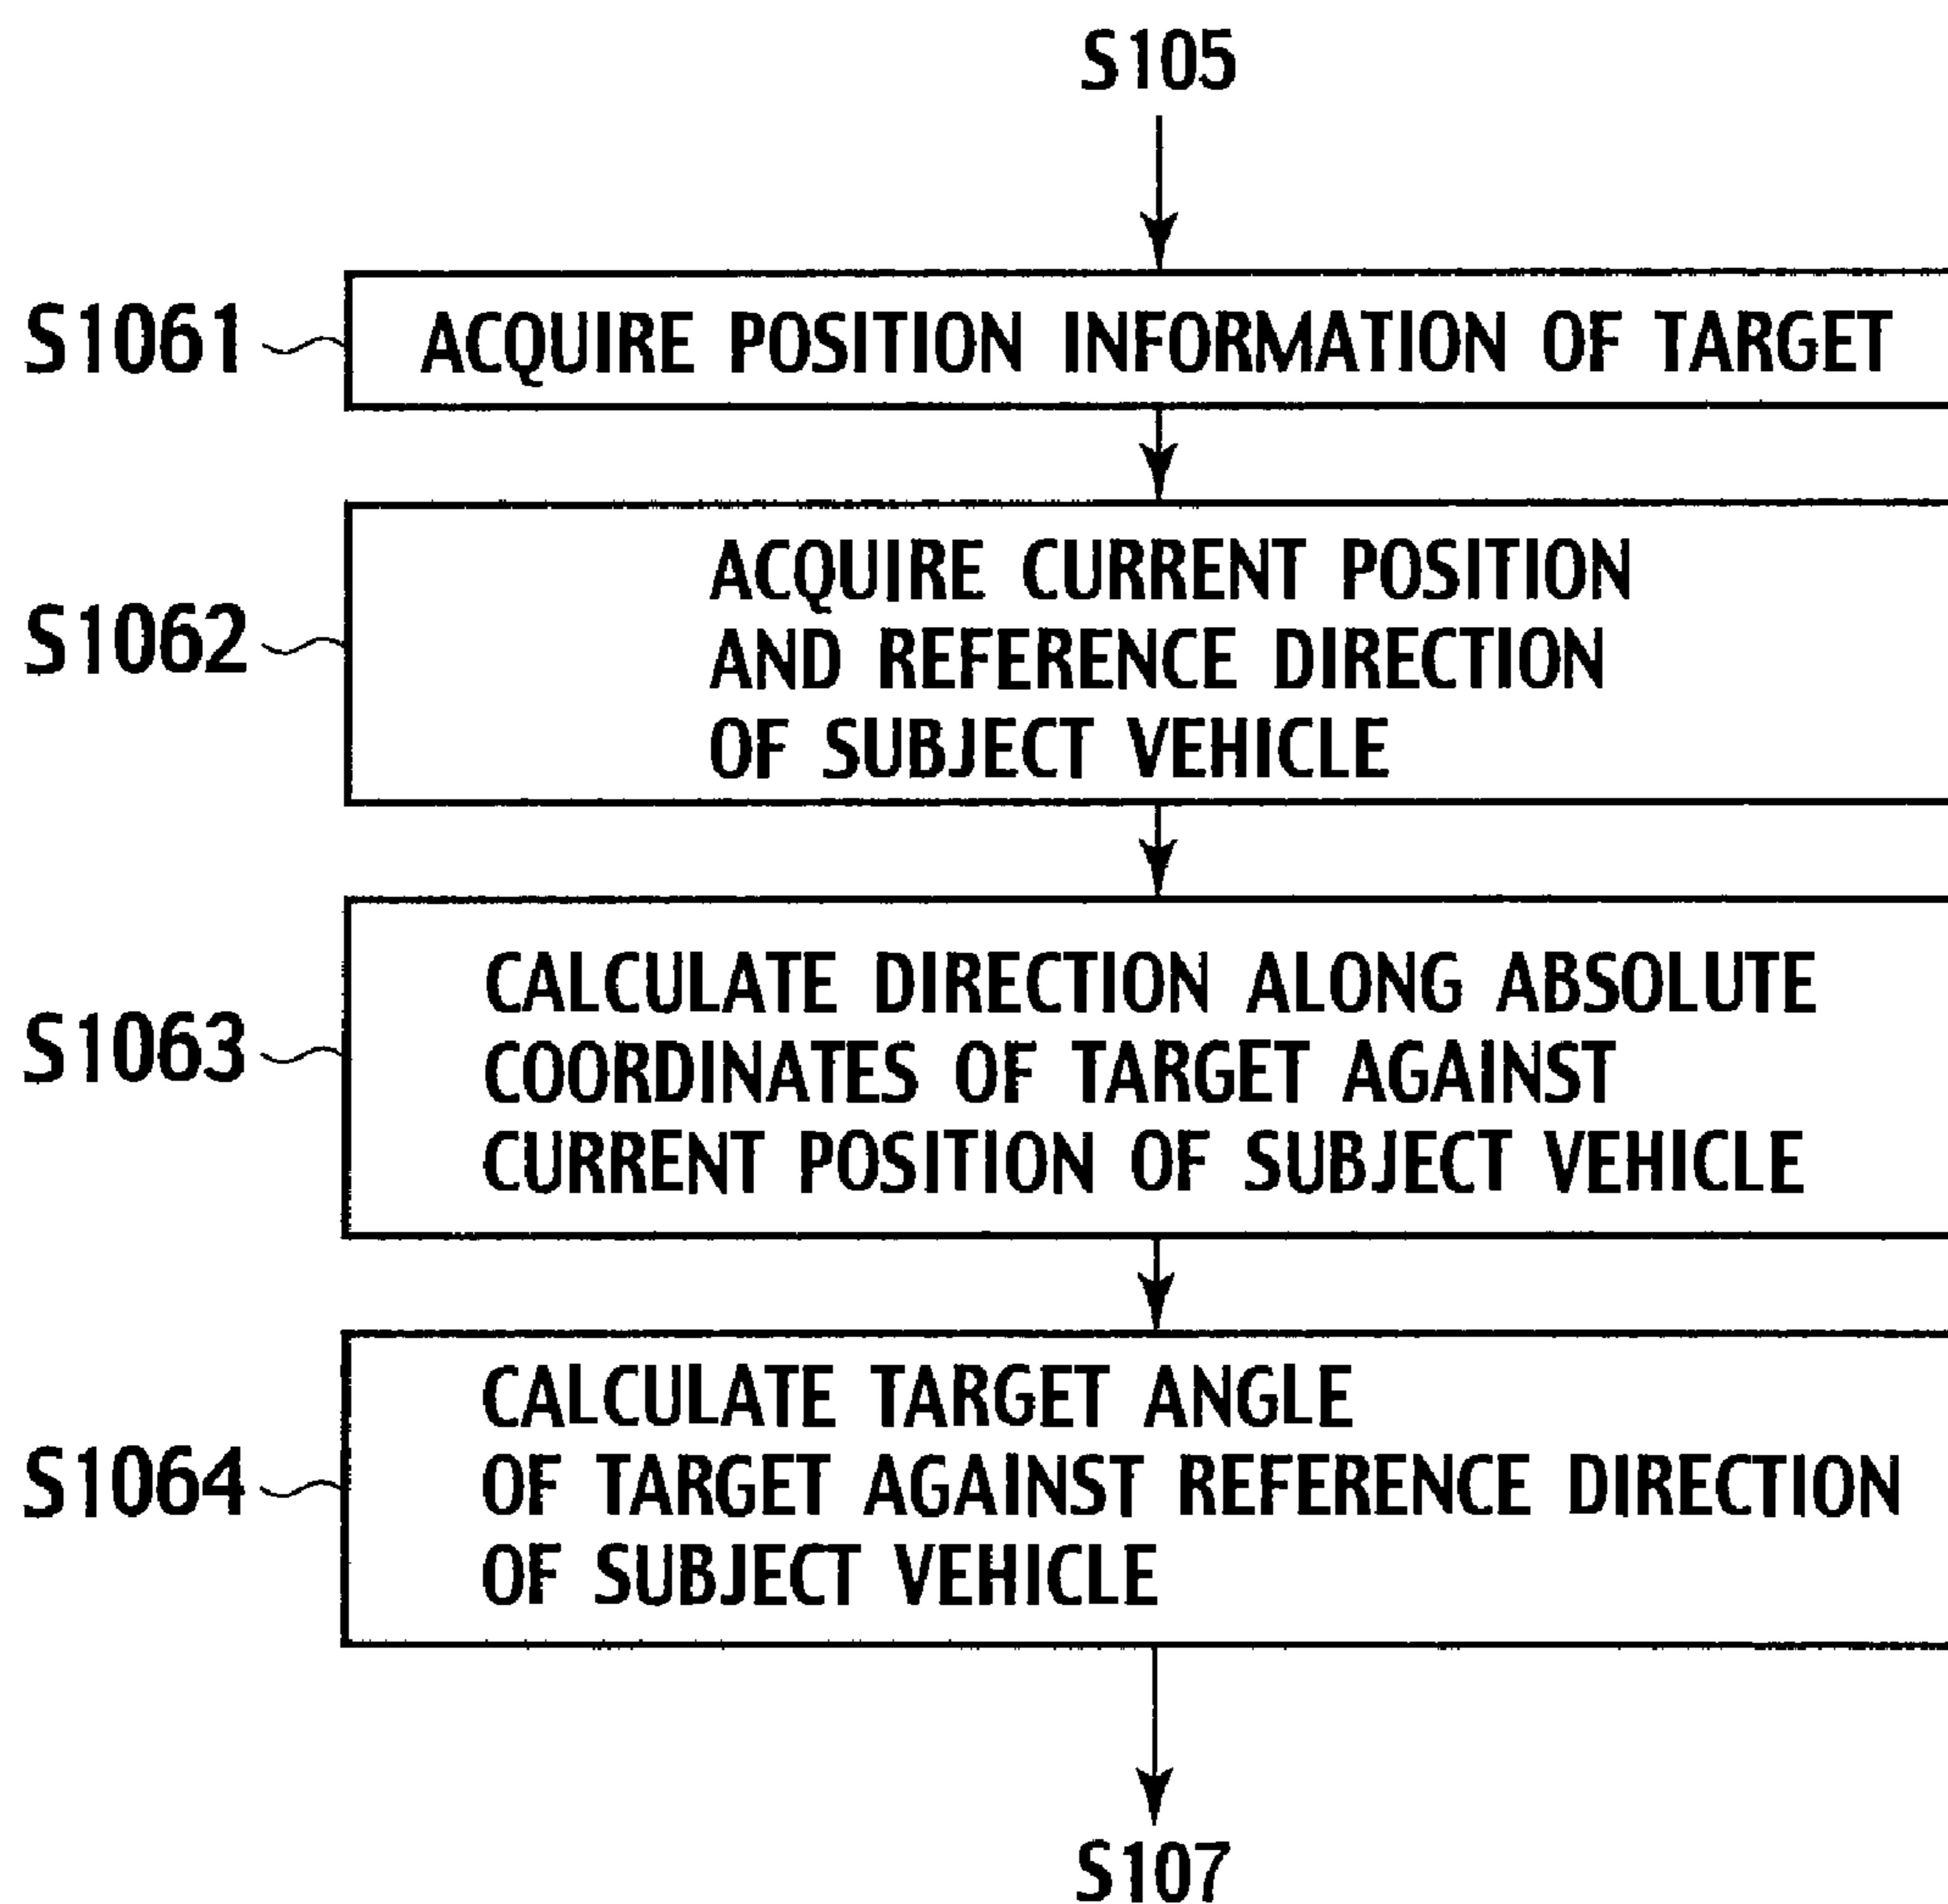 S105
S1061
ACQUIRE POSITION INFORMATION OF TARGET
S1062
ACQUIRE CURRENT POSITION
AND REFERENCE DIRECTION
OF SUBJECT VEHICLE
S1063
CALCULATE DIRECTION ALONG ABSOLUTE
COORDINATES OF TARGET AGAINST
CURRENT POSITION OF SUBJECT VEHICLE
S1064
CALCULATE TARGET ANGLE
OF TARGET AGAINST REFERENCE DIRECTION
OF SUBJECT VEHICLE
S107